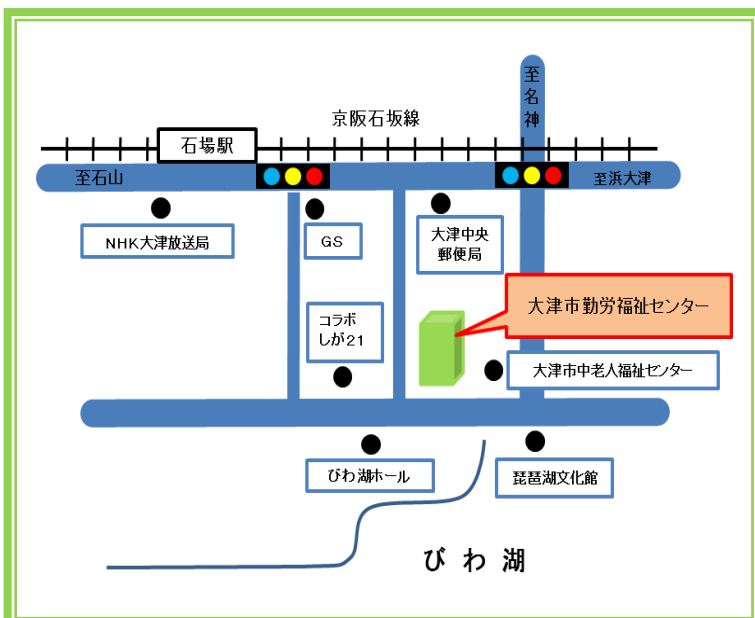 至名神
京阪石坂線
石場駅
至石山
至浜大津
NHK大津放送局
GS
大津中央
郵便局
大津市勤労福祉センター
コラボ
しが21
大津市中老人福祉センター
びわ湖ホール
琵琶湖文化館
びわ湖